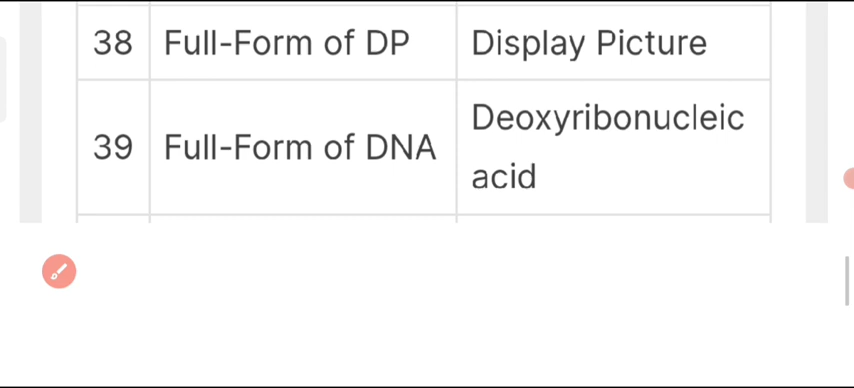 38 Full-Form of DP Display Picture
39 Full-Form of DNA Deoxyribonucleic
acid